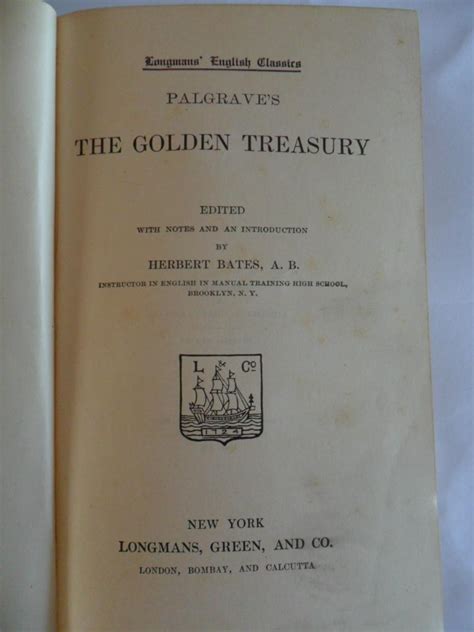 Longmans' English Classics
PALGRAVE'S
THE GOLDEN TREASURY
EDITED
WITH NOTES AND AN INTRODUCTION
BY
HERBERT BATES, A. B.
INSTRUCTOR IN ENGLISH IN MANUAL TRAINING HIGH SCHOOL,
BROOKLYN, N. Y.
L Co
1724
NEW YORK
LONGMANS, GREEN, AND CO.
LONDON, BOMBAY, AND CALCUTTA